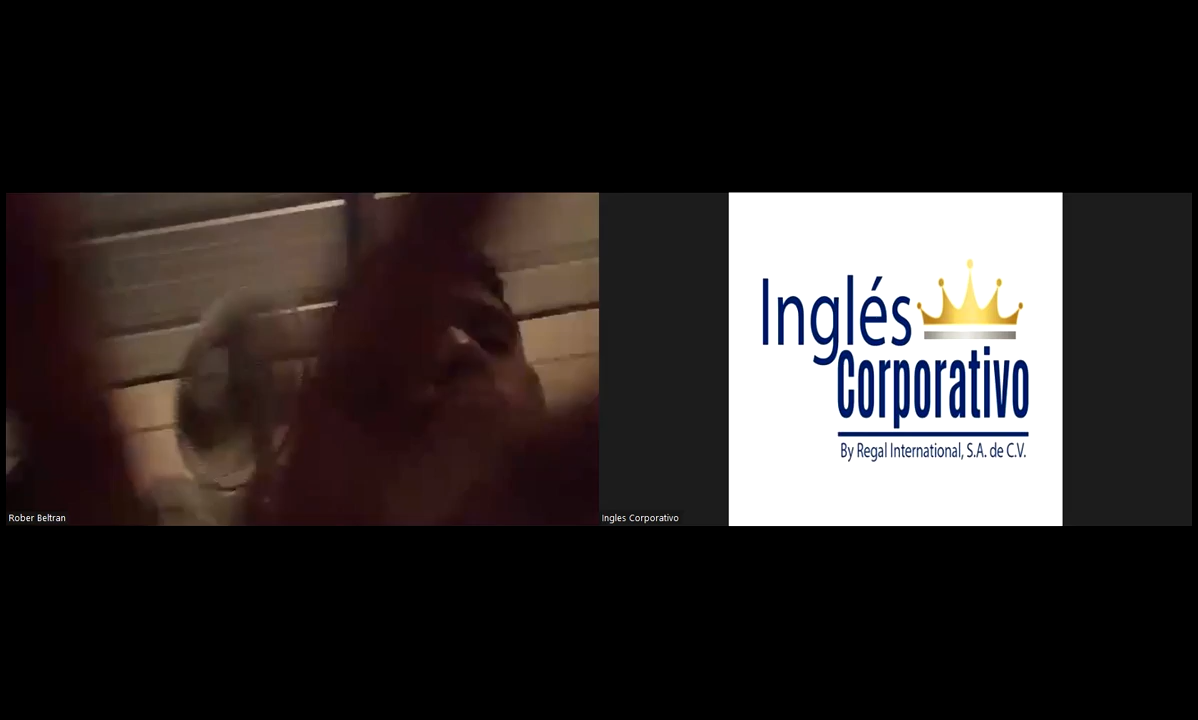 Inglés
Corporativo
By Regal International, S.A. de C.V.
Rober Beltran
Ingles Corporativo